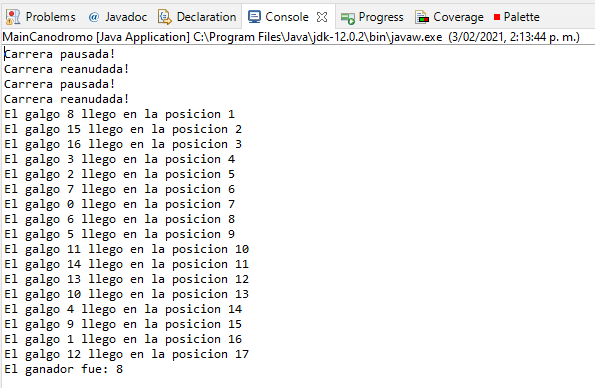 Problems @ Javadoc Declaration Console Progress Coverage Palette
MainCanodromo [Java Application] C:\Program Files\Java\jdk-12.0.2\bin\javaw.exe (3/02/2021, 2:13:44 p. m.)
Carrera pausada!
Carrera reanudada!
Carrera pausada!
Carrera reanudada!
El galgo 8 llego en la posicion 1
El galgo 15 llego en la posicion 2
El galgo 16 llego en la posicion 3
El galgo 3 llego en la posicion 4
El galgo 2 llego en la posicion 5
El galgo 7 llego en la posicion 6
El galgo 0 llego en la posicion 7
El galgo 6 llego en la posicion 8
El galgo 5 llego en la posicion 9
El galgo 11 llego en la posicion 10
El galgo 14 llego en la posicion 11
El galgo 13 llego en la posicion 12
El galgo 10 llego en la posicion 13
El galgo 4 llego en la posicion 14
El galgo 9 llego en la posicion 15
El galgo 1 llego en la posicion 16
El galgo 12 llego en la posicion 17
El ganador fue: 8